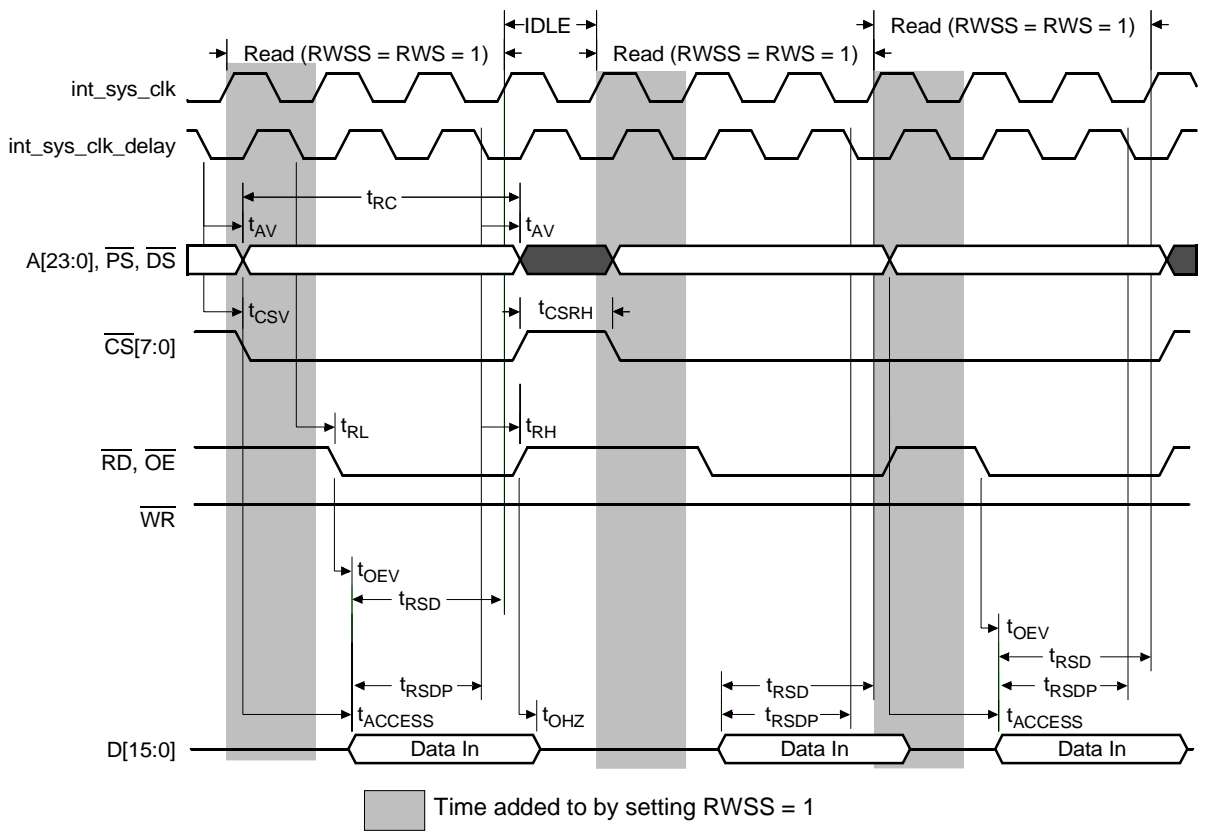 IDLE
Read (RWSS = RWS = 1)
Read (RWSS = RWS = 1)
Read (RWSS = RWS = 1)
int_sys_clk
int_sys_clk_delay
tRC
tAV
tAV
A[23:0], PS, DS
tCSV
tCSRH
CS[7:0]
tRL
tRH
RD, OE
WR
tOEV
tRSD
tOEV
tRSD
tRSDP
tRSD
tRSDP
tACCESS
tOHZ
tRSDP
tACCESS
D[15:0]
Data In
Data In
Data In
Time added to by setting RWSS = 1